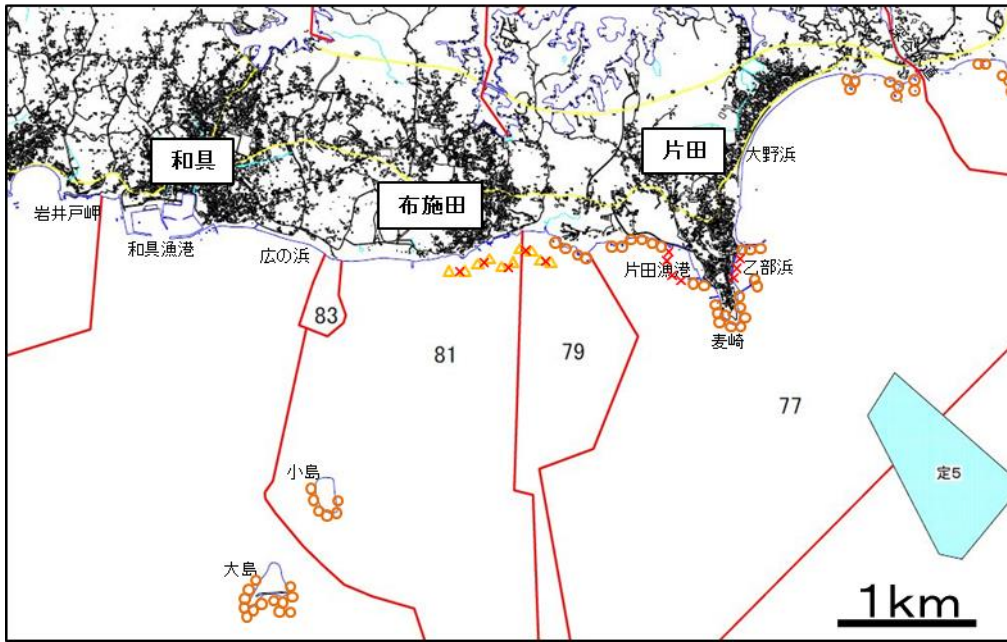 和具
片田
大野浜
布施田
岩井戸岬
和具漁港
広の浜
片田漁港
乙部浜
83
麦崎
81
79
77
小島
定5
大島
1km